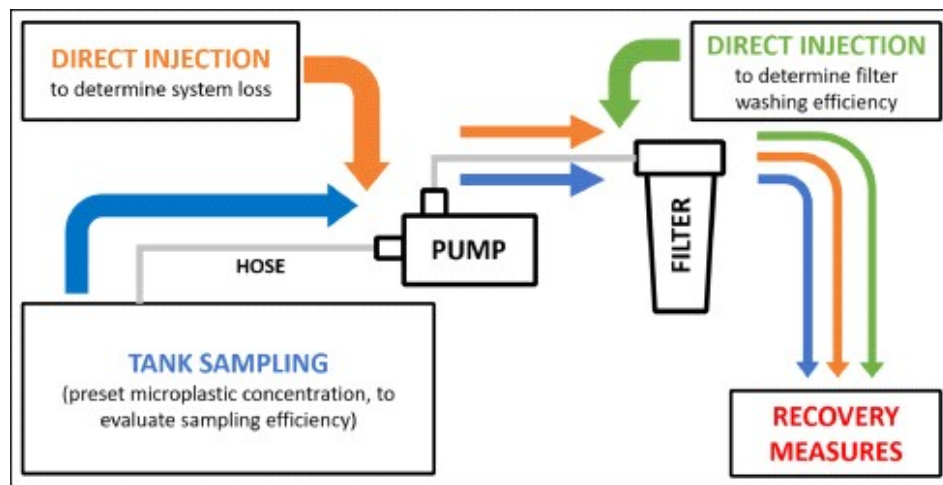 DIRECT INJECTION
to determine system loss
DIRECT INJECTION
to determine filter
washing efficiency
PUMP
FILTER
HOSE
TANK SAMPLING
(preset microplastic concentration, to
evaluate sampling efficiency)
RECOVERY
MEASURES